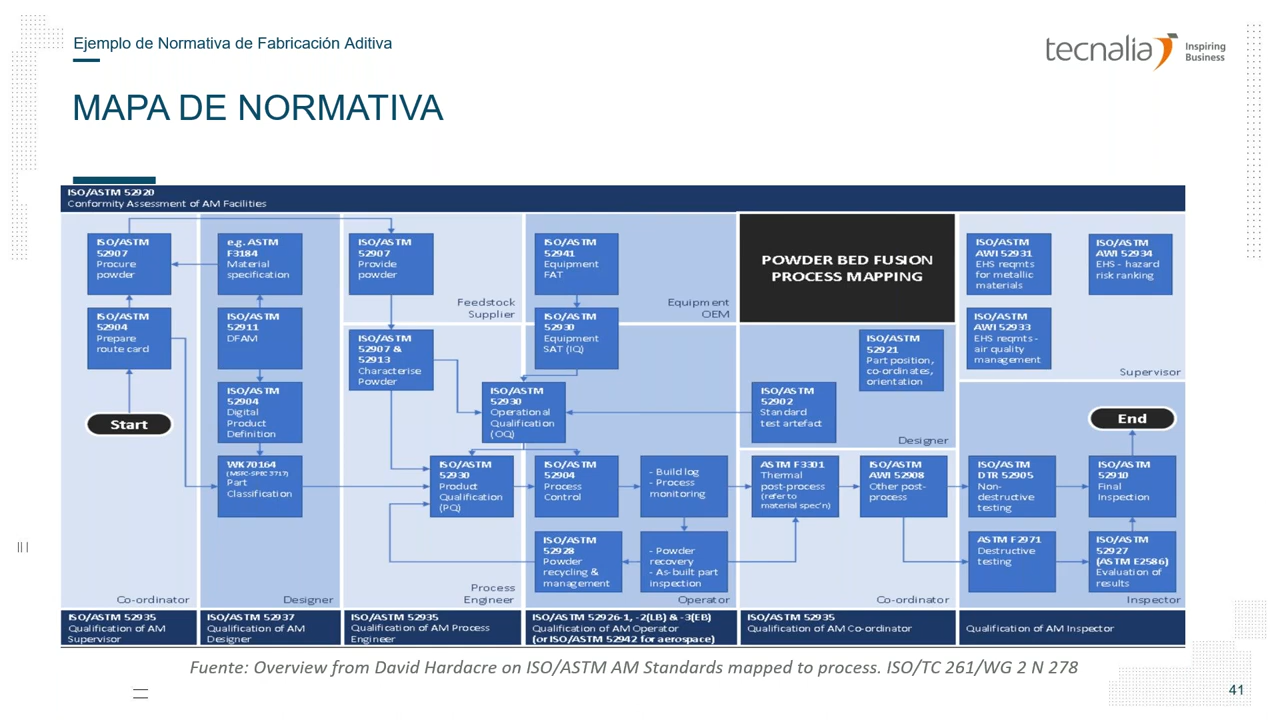 Ejemplo de Normativa de Fabricación Aditiva
tecnalia
Inspiring
Business
MAPA DE NORMATIVA
ISO/ASTM 52920
Conformity Assessment of AM Facilities
ISO/ASTM
52907
Procure
powder
ISO/ASTM
52904
Prepare
route card
Start
Co-ordinator
e.g. ASTM
F3184
Material
specification
ISO/ASTM
52911
DFAM
ISO/ASTM
52904
Digital
Product
Definition
WK70164
(MSFC-SPEC 3717)
Part
Classification
Designer
ISO/ASTM
52907
Provide
powder
Feedstock
Supplier
ISO/ASTM
52907 &
52913
Characterise
Powder
ISO/ASTM
52930
Operational
Qualification
(OQ)
ISO/ASTM
52930
Product
Qualification
(PQ)
Process
Engineer
ISO/ASTM
52941
Equipment
FAT
Equipment
OEM
ISO/ASTM
52930
Equipment
SAT (IQ)
ISO/ASTM
52904
Process
Control
- Build log
- Process
monitoring
ISO/ASTM
52928
Powder
recycling &
management
- Powder
recovery
- As-built part
inspection
Operator
POWDER BED FUSION
PROCESS MAPPING
ISO/ASTM
52921
Part position,
co-ordinates,
orientation
ISO/ASTM
52902
Standard
test artefact
Designer
ASTM F3301
Thermal
post-process
(refer to
material spec'n)
ISO/ASTM
AWI 52908
Other post-
process
Co-ordinator
ISO/ASTM
AWI 52931
EHS reqmts
for metallic
materials
ISO/ASTM
AWI 52934
EHS - hazard
risk ranking
ISO/ASTM
AWI 52933
EHS reqmts -
air quality
management
Supervisor
End
ISO/ASTM
DTR 52905
Non-
destructive
testing
ISO/ASTM
52910
Final
Inspection
ASTM F2971
Destructive
testing
ISO/ASTM
52927
(ASTM E2586)
Evaluation of
results
Inspector
ISO/ASTM 52935
Qualification of AM
Supervisor
ISO/ASTM 52937
Qualification of AM
Designer
ISO/ASTM 52935
Qualification of AM Process
Engineer
ISO/ASTM 52926-1, -2(LB) & -3(EB)
Qualification of AM Operator
(or ISO/ASTM 52942 for aerospace)
ISO/ASTM 52935
Qualification of AM Co-ordinator
Qualification of AM Inspector
Fuente: Overview from David Hardacre on ISO/ASTM AM Standards mapped to process. ISO/TC 261/WG 2 N 278
41